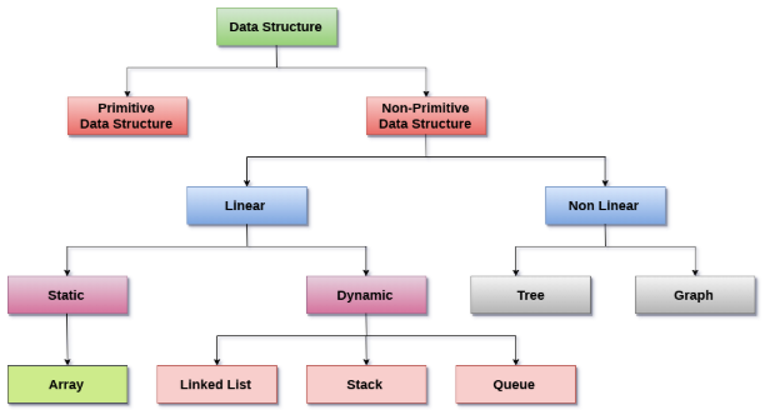 Data Structure
Primitive
Data Structure
Non-Primitive
Data Structure
Linear
Non Linear
Static
Dynamic
Tree
Graph
Array
Linked List
Stack
Queue